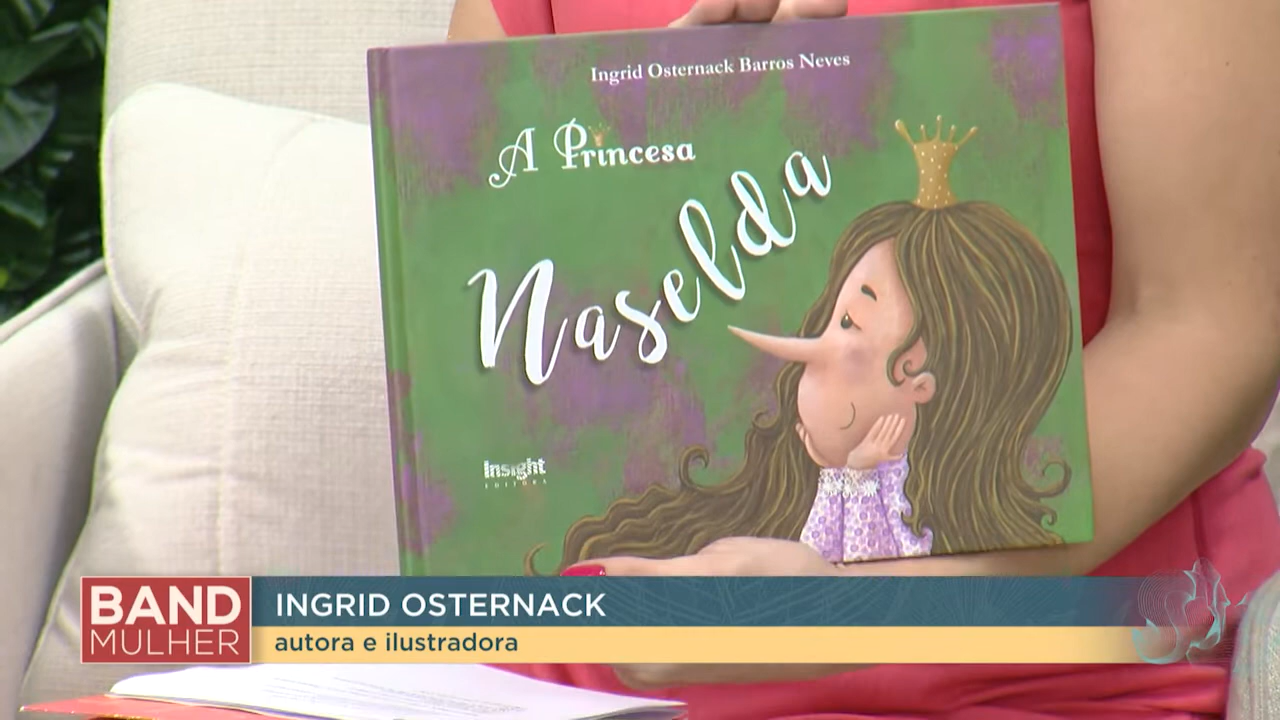 Ingrid Osternack Barros Neves
A Princesa
Naselda
Insight
EDITORA
BAND
MULHER
INGRID OSTERNACK
autora e ilustradora